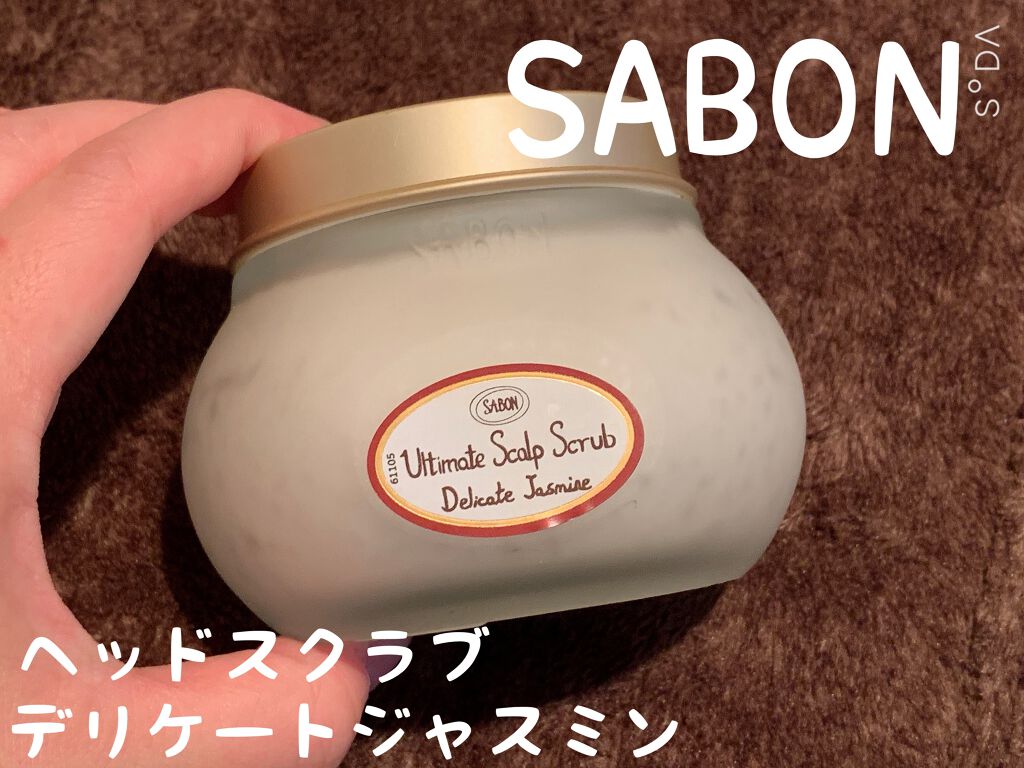 SABON
SODA
SABON
Ultimate Scalp Scrub
Delicate Jasmine
61105
ヘッドスクラブ
デリケートジャスミン